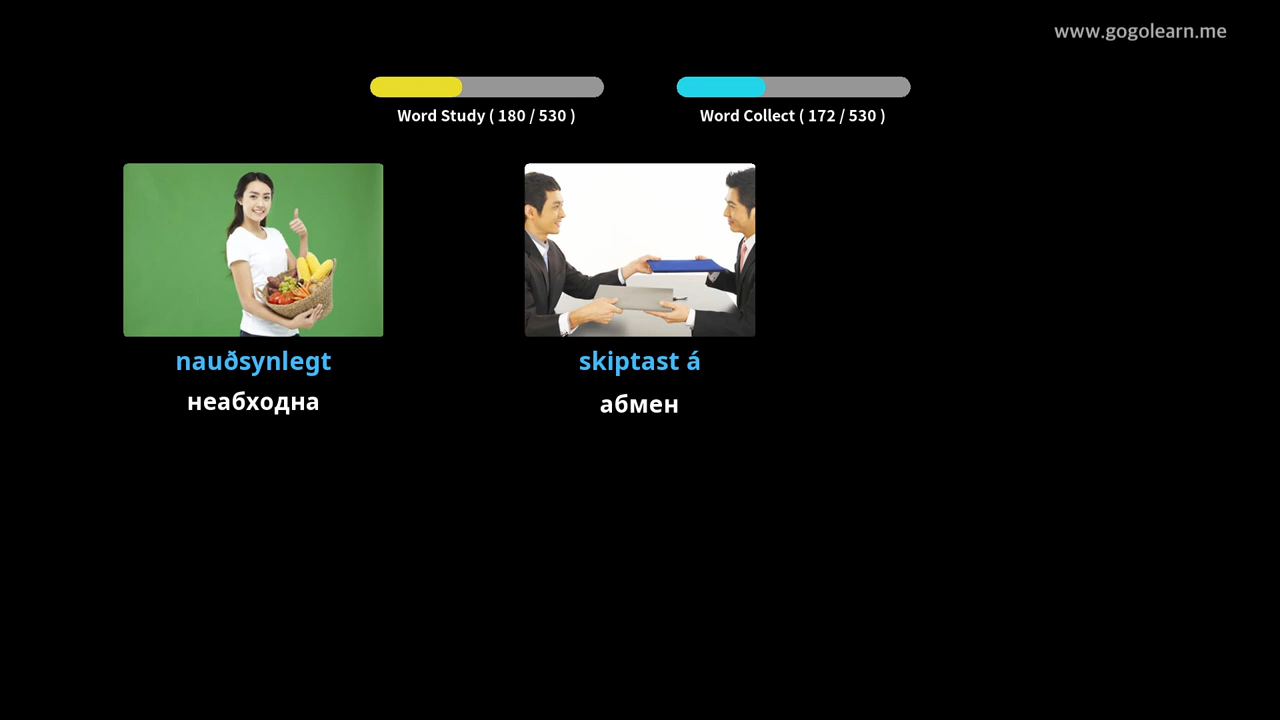 www.gogolearn.me
Word Study ( 180 / 530 )
Word Collect ( 172 / 530 )
nauðsynlegt
неабходна
skiptast á
абмен